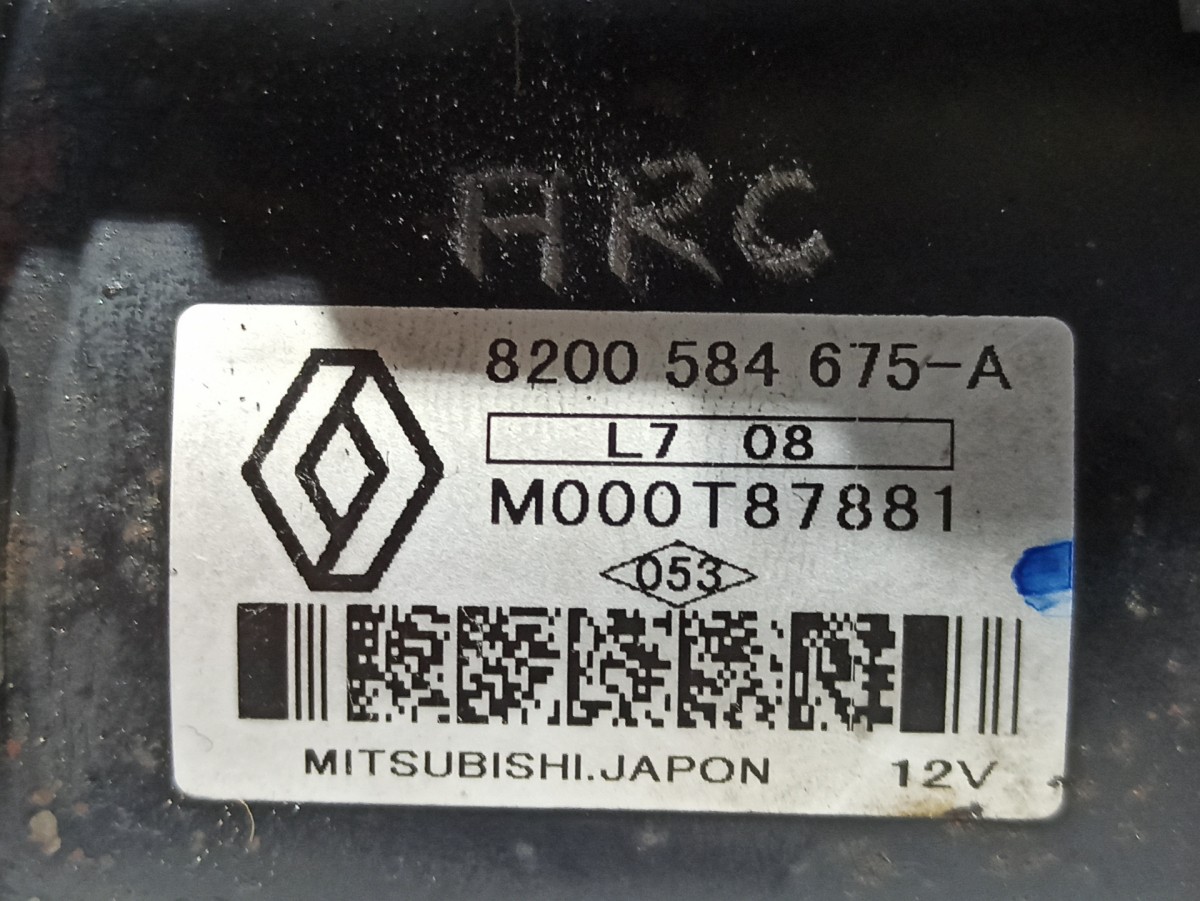 ARC
8200 584 675-A
L7 08
M000T87881
053
MITSUBISHI.JAPON 12V